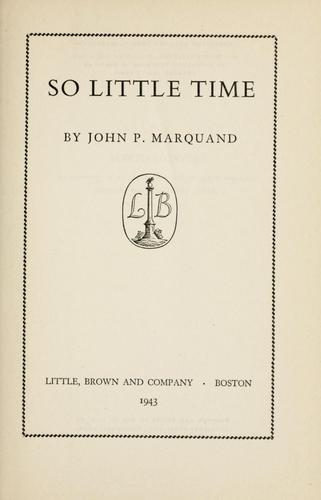 SO LITTLE TIME
BY JOHN P. MARQUAND
L B
LITTLE, BROWN AND COMPANY · BOSTON
1943